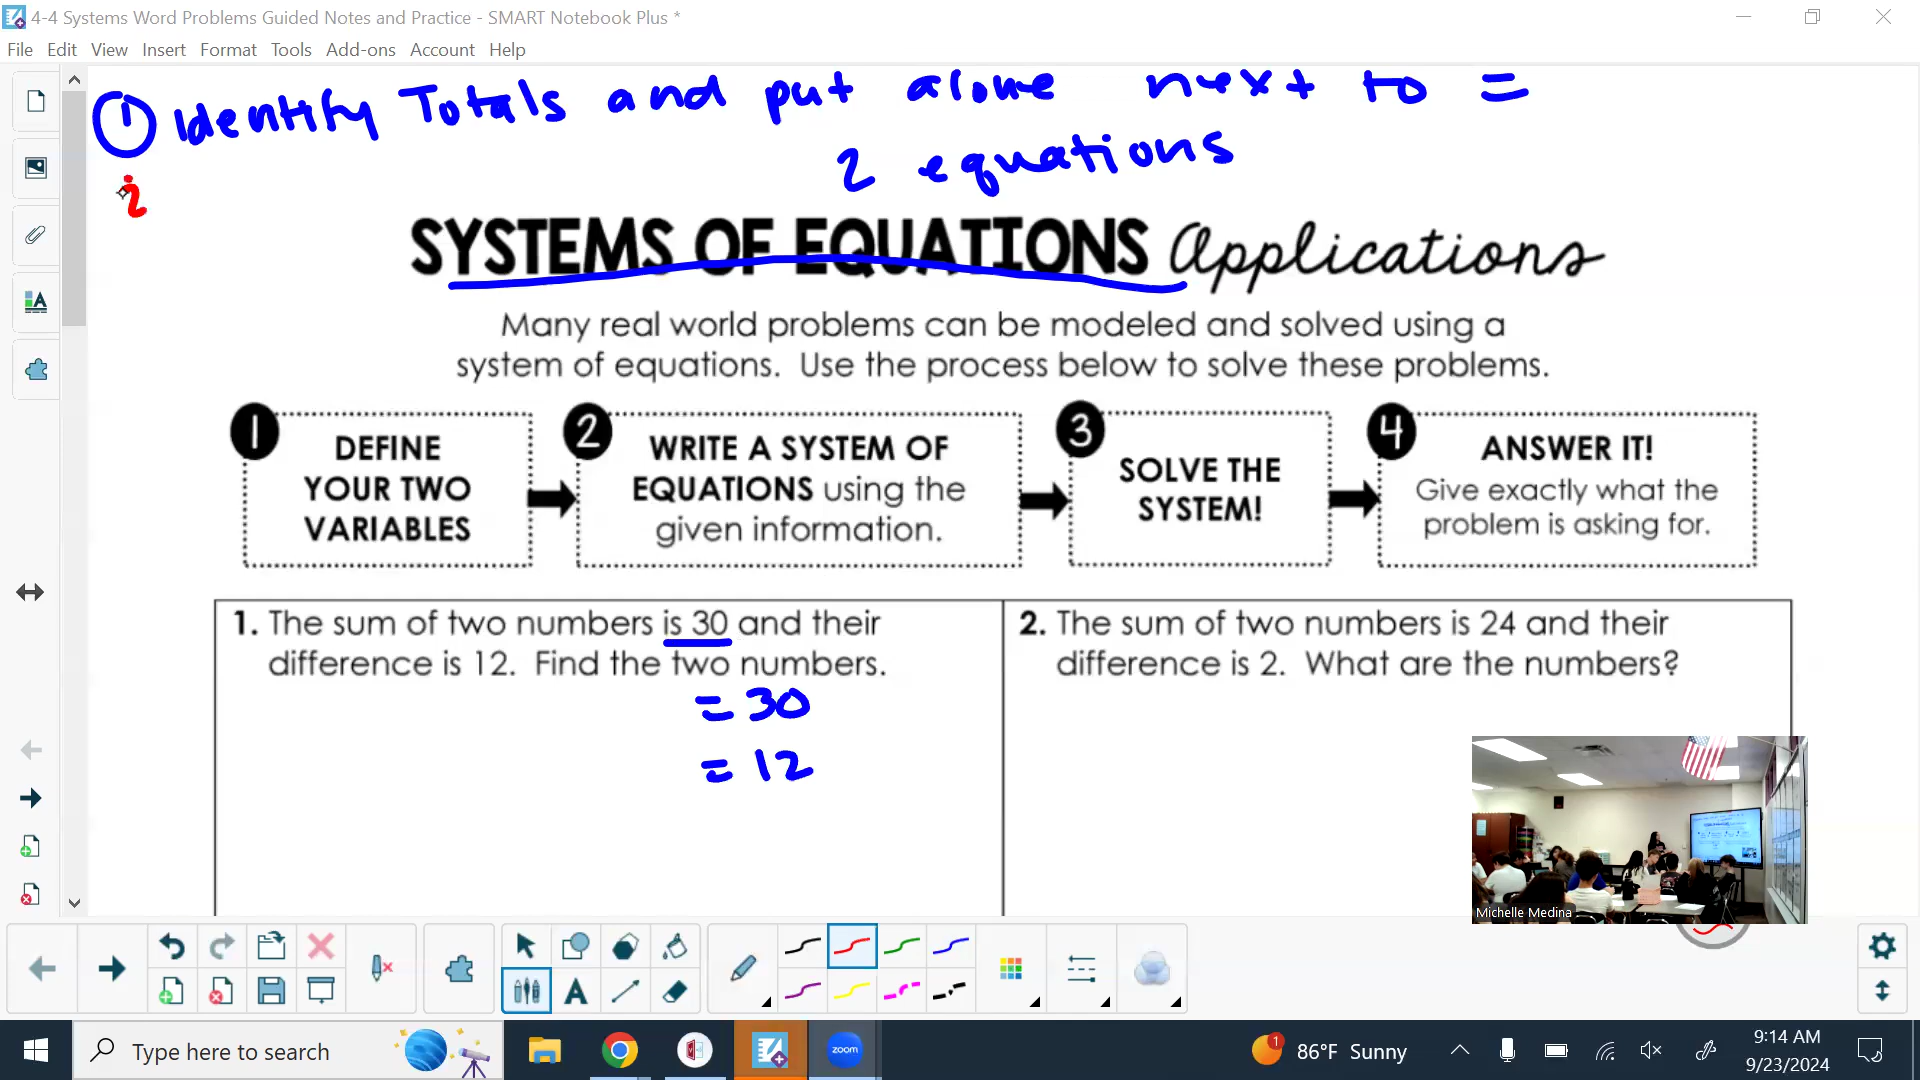 4-4 Systems Word Problems Guided Notes and Practice - SMART Notebook Plus *
File Edit View Insert Format Tools Add-ons Account Help
① Identify Totals and put alone next to =
2 equations
2
SYSTEMS OF EQUATIONS Applications
Many real world problems can be modeled and solved using a
system of equations. Use the process below to solve these problems.
1 DEFINE
YOUR TWO
VARIABLES
2 WRITE A SYSTEM OF
EQUATIONS using the
given information.
3 SOLVE THE
SYSTEM!
4 ANSWER IT!
Give exactly what the
problem is asking for.
1. The sum of two numbers is 30 and their
difference is 12. Find the two numbers.
= 30
= 12
2. The sum of two numbers is 24 and their
difference is 2. What are the numbers?
Michelle Medina
Type here to search
zoom
1
86°F Sunny
9:14 AM
9/23/2024